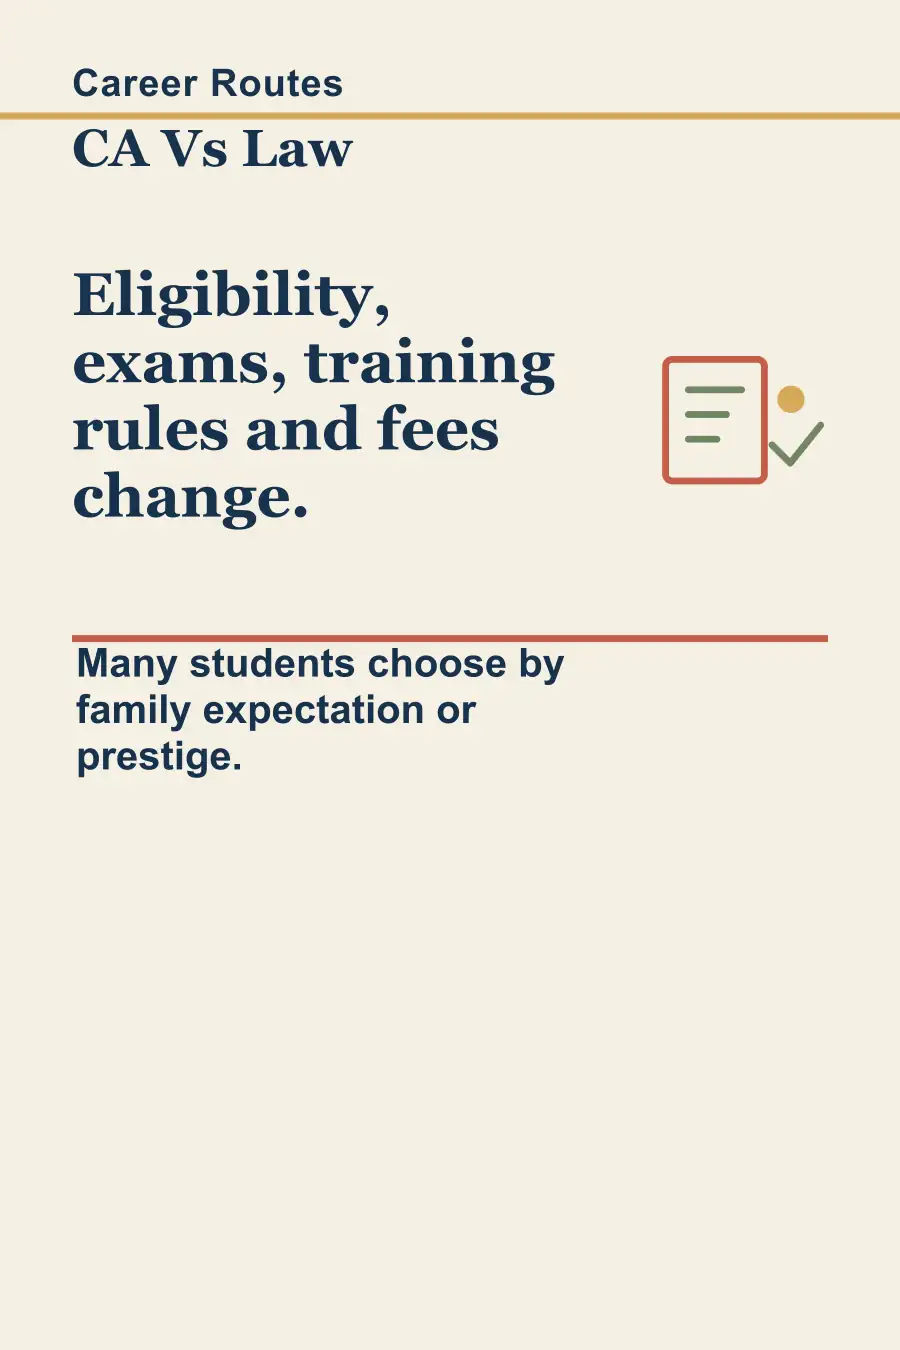 Career Routes
CA Vs Law
Eligibility,
exams, training
rules and fees
change.
Many students choose by
family expectation or
prestige.